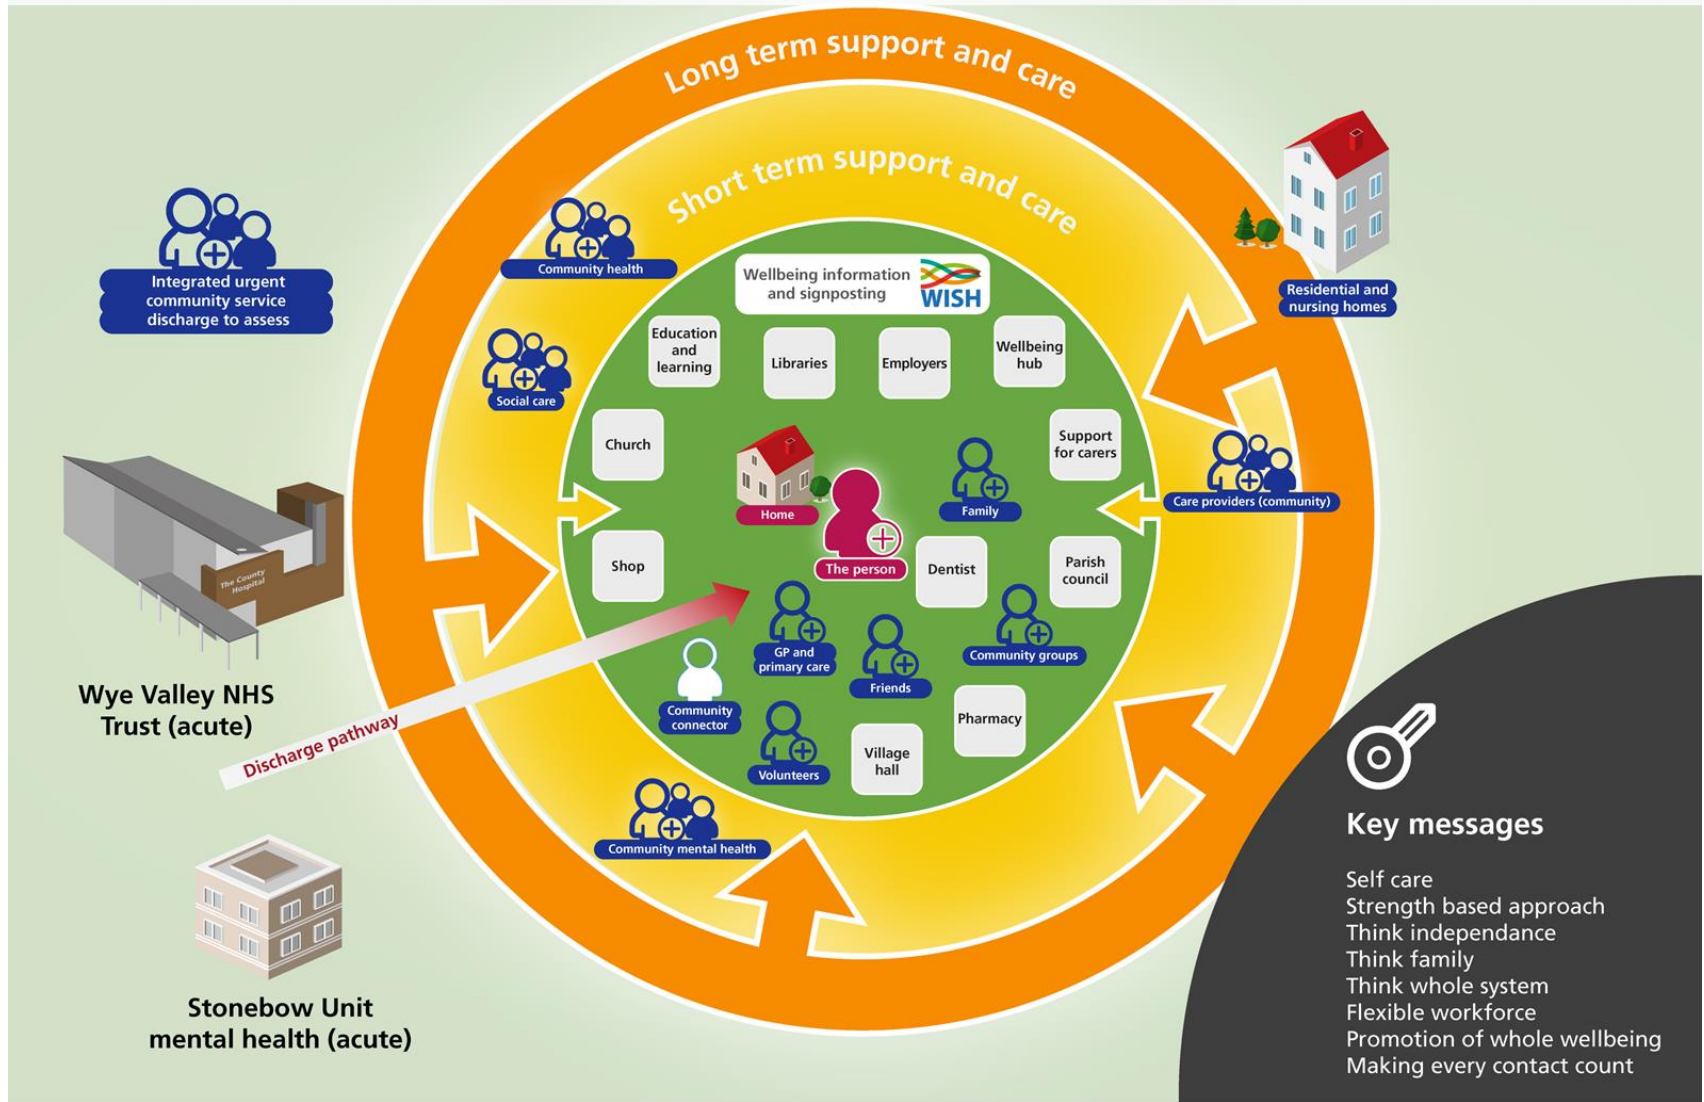 Long term support and care
Short term support and care
Wellbeing information
and signposting
WISH
Education
and
learning
Libraries
Employers
Wellbeing
hub
Church
Support
for carers
Home
Family
The person
Shop
Dentist
Parish
council
GP and
primary care
Friends
Community groups
Community
connector
Volunteers
Village
hall
Pharmacy
Community health
Social care
Community mental health
Care providers (community)
Integrated urgent
community service
discharge to assess
Residential and
nursing homes
The County
Hospital
Wye Valley NHS
Trust (acute)
Discharge pathway
Stonebow Unit
mental health (acute)
Key messages
Self care
Strength based approach
Think independance
Think family
Think whole system
Flexible workforce
Promotion of whole wellbeing
Making every contact count